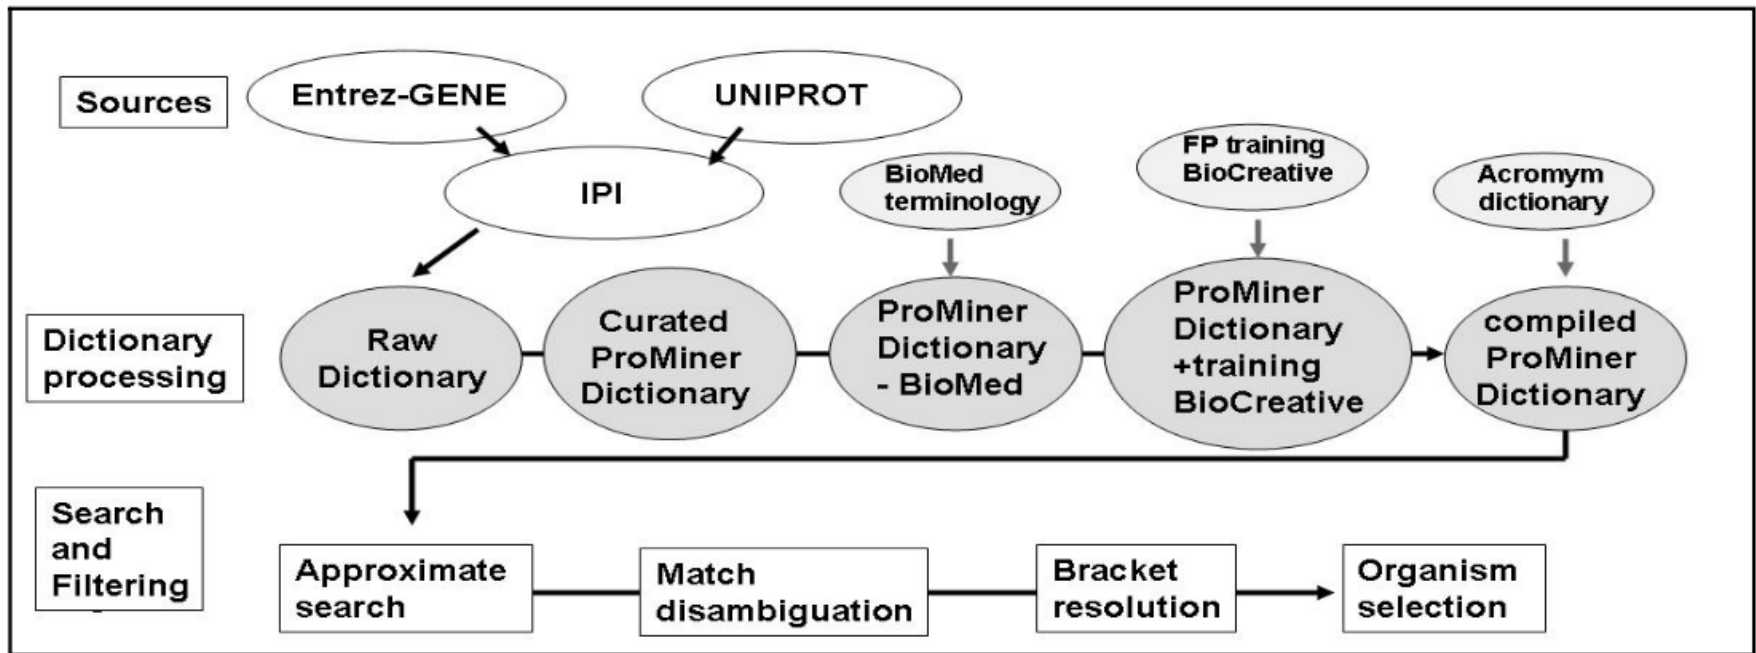 Sources
Entrez-GENE
UNIPROT
IPI
BioMed
terminology
FP training
BioCreative
Acromym
dictionary
Dictionary
processing
Raw
Dictionary
Curated
ProMiner
Dictionary
ProMiner
Dictionary
- BioMed
ProMiner
Dictionary
+training
BioCreative
compiled
ProMiner
Dictionary
Search
and
Filtering
Approximate
search
Match
disambiguation
Bracket
resolution
Organism
selection